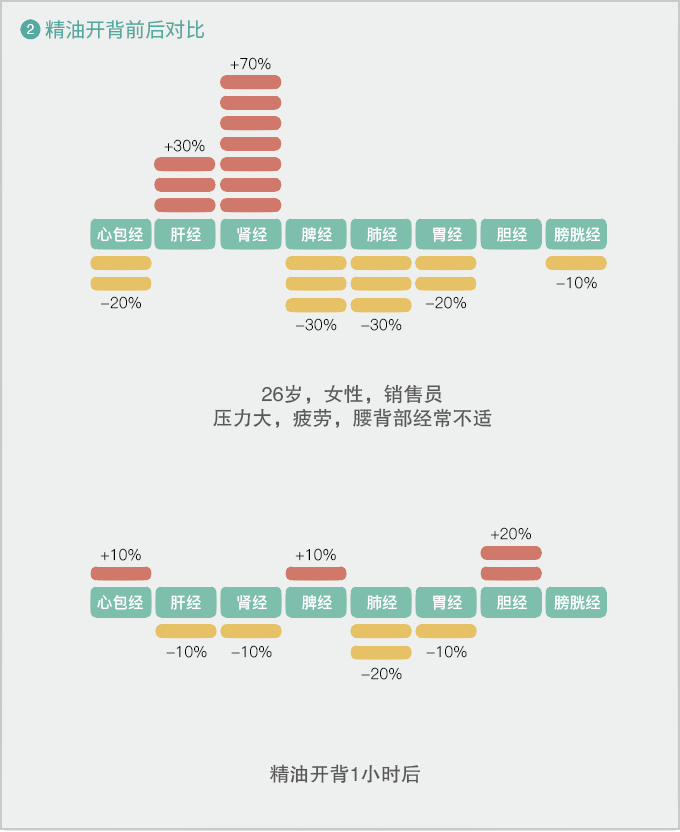 2 精油开背前后对比
+70%
+30%
心包经 肝经 肾经 脾经 肺经 胃经 胆经 膀胱经
-20% -30% -30% -20% -10%
26岁，女性，销售员
压力大，疲劳，腰背部经常不适
+20%
+10% +10%
心包经 肝经 肾经 脾经 肺经 胃经 胆经 膀胱经
-10% -10% -20% -10%
精油开背1小时后